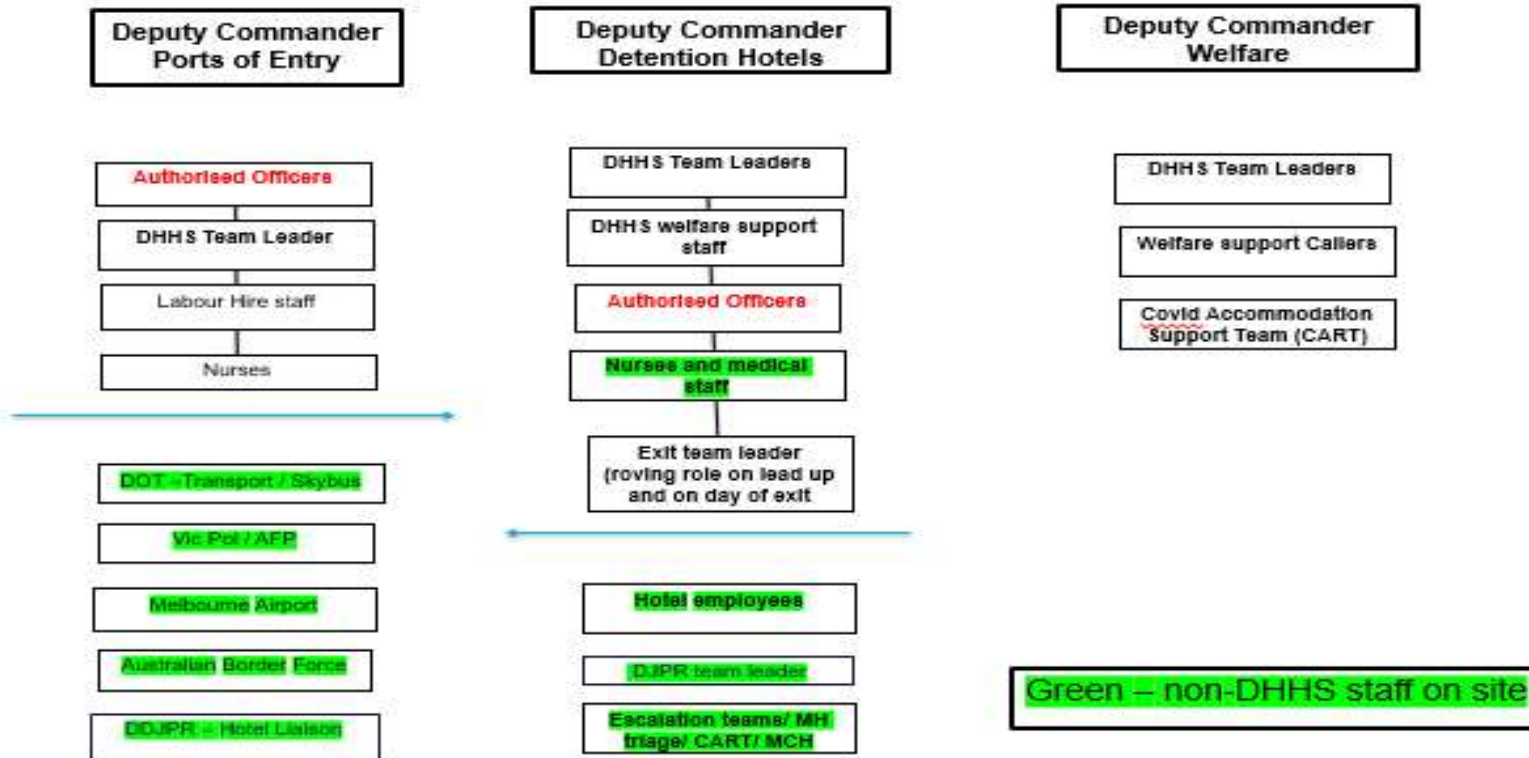 Deputy Commander
Ports of Entry
Authorised Officers
DHHS Team Leader
Labour Hire staff
Nurses
DOT –Transport / Skybus
Vic Pol / AFP
Melbourne Airport
Australian Border Force
DDJPR – Hotel Liaison
Deputy Commander
Detention Hotels
DHHS Team Leaders
DHHS welfare support
staff
Authorised Officers
Nurses and medical
staff
Exit team leader
(roving role on lead up
and on day of exit
Hotel employees
DJPR team leader
Escalation teams/ MH
triage/ CART/ MCH
Deputy Commander
Welfare
DHHS Team Leaders
Welfare support Callers
Covid Accommodation
Support Team (CART)
Green – non-DHHS staff on site